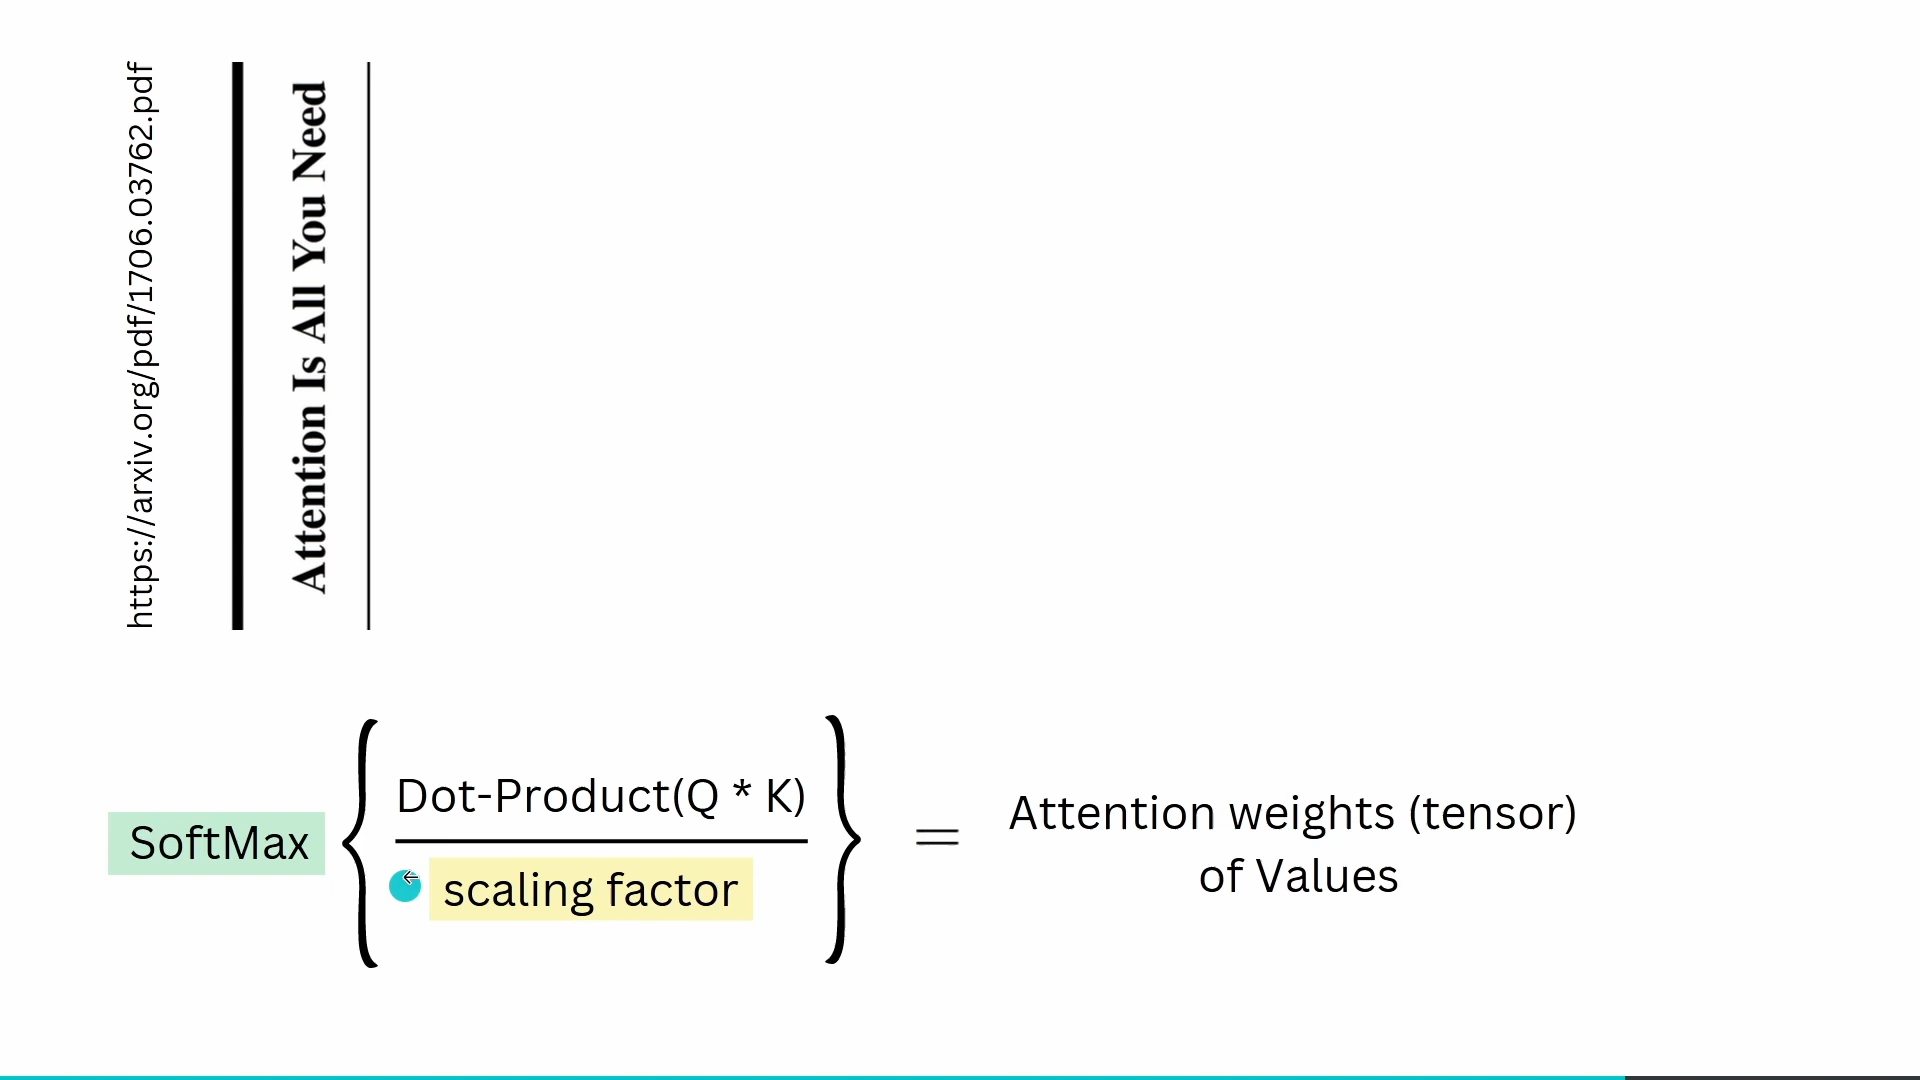 https://arxiv.org/pdf/1706.03762.pdf
Attention Is All You Need
SoftMax
Dot-Product(Q * K)
scaling factor
=
Attention weights (tensor)
of Values